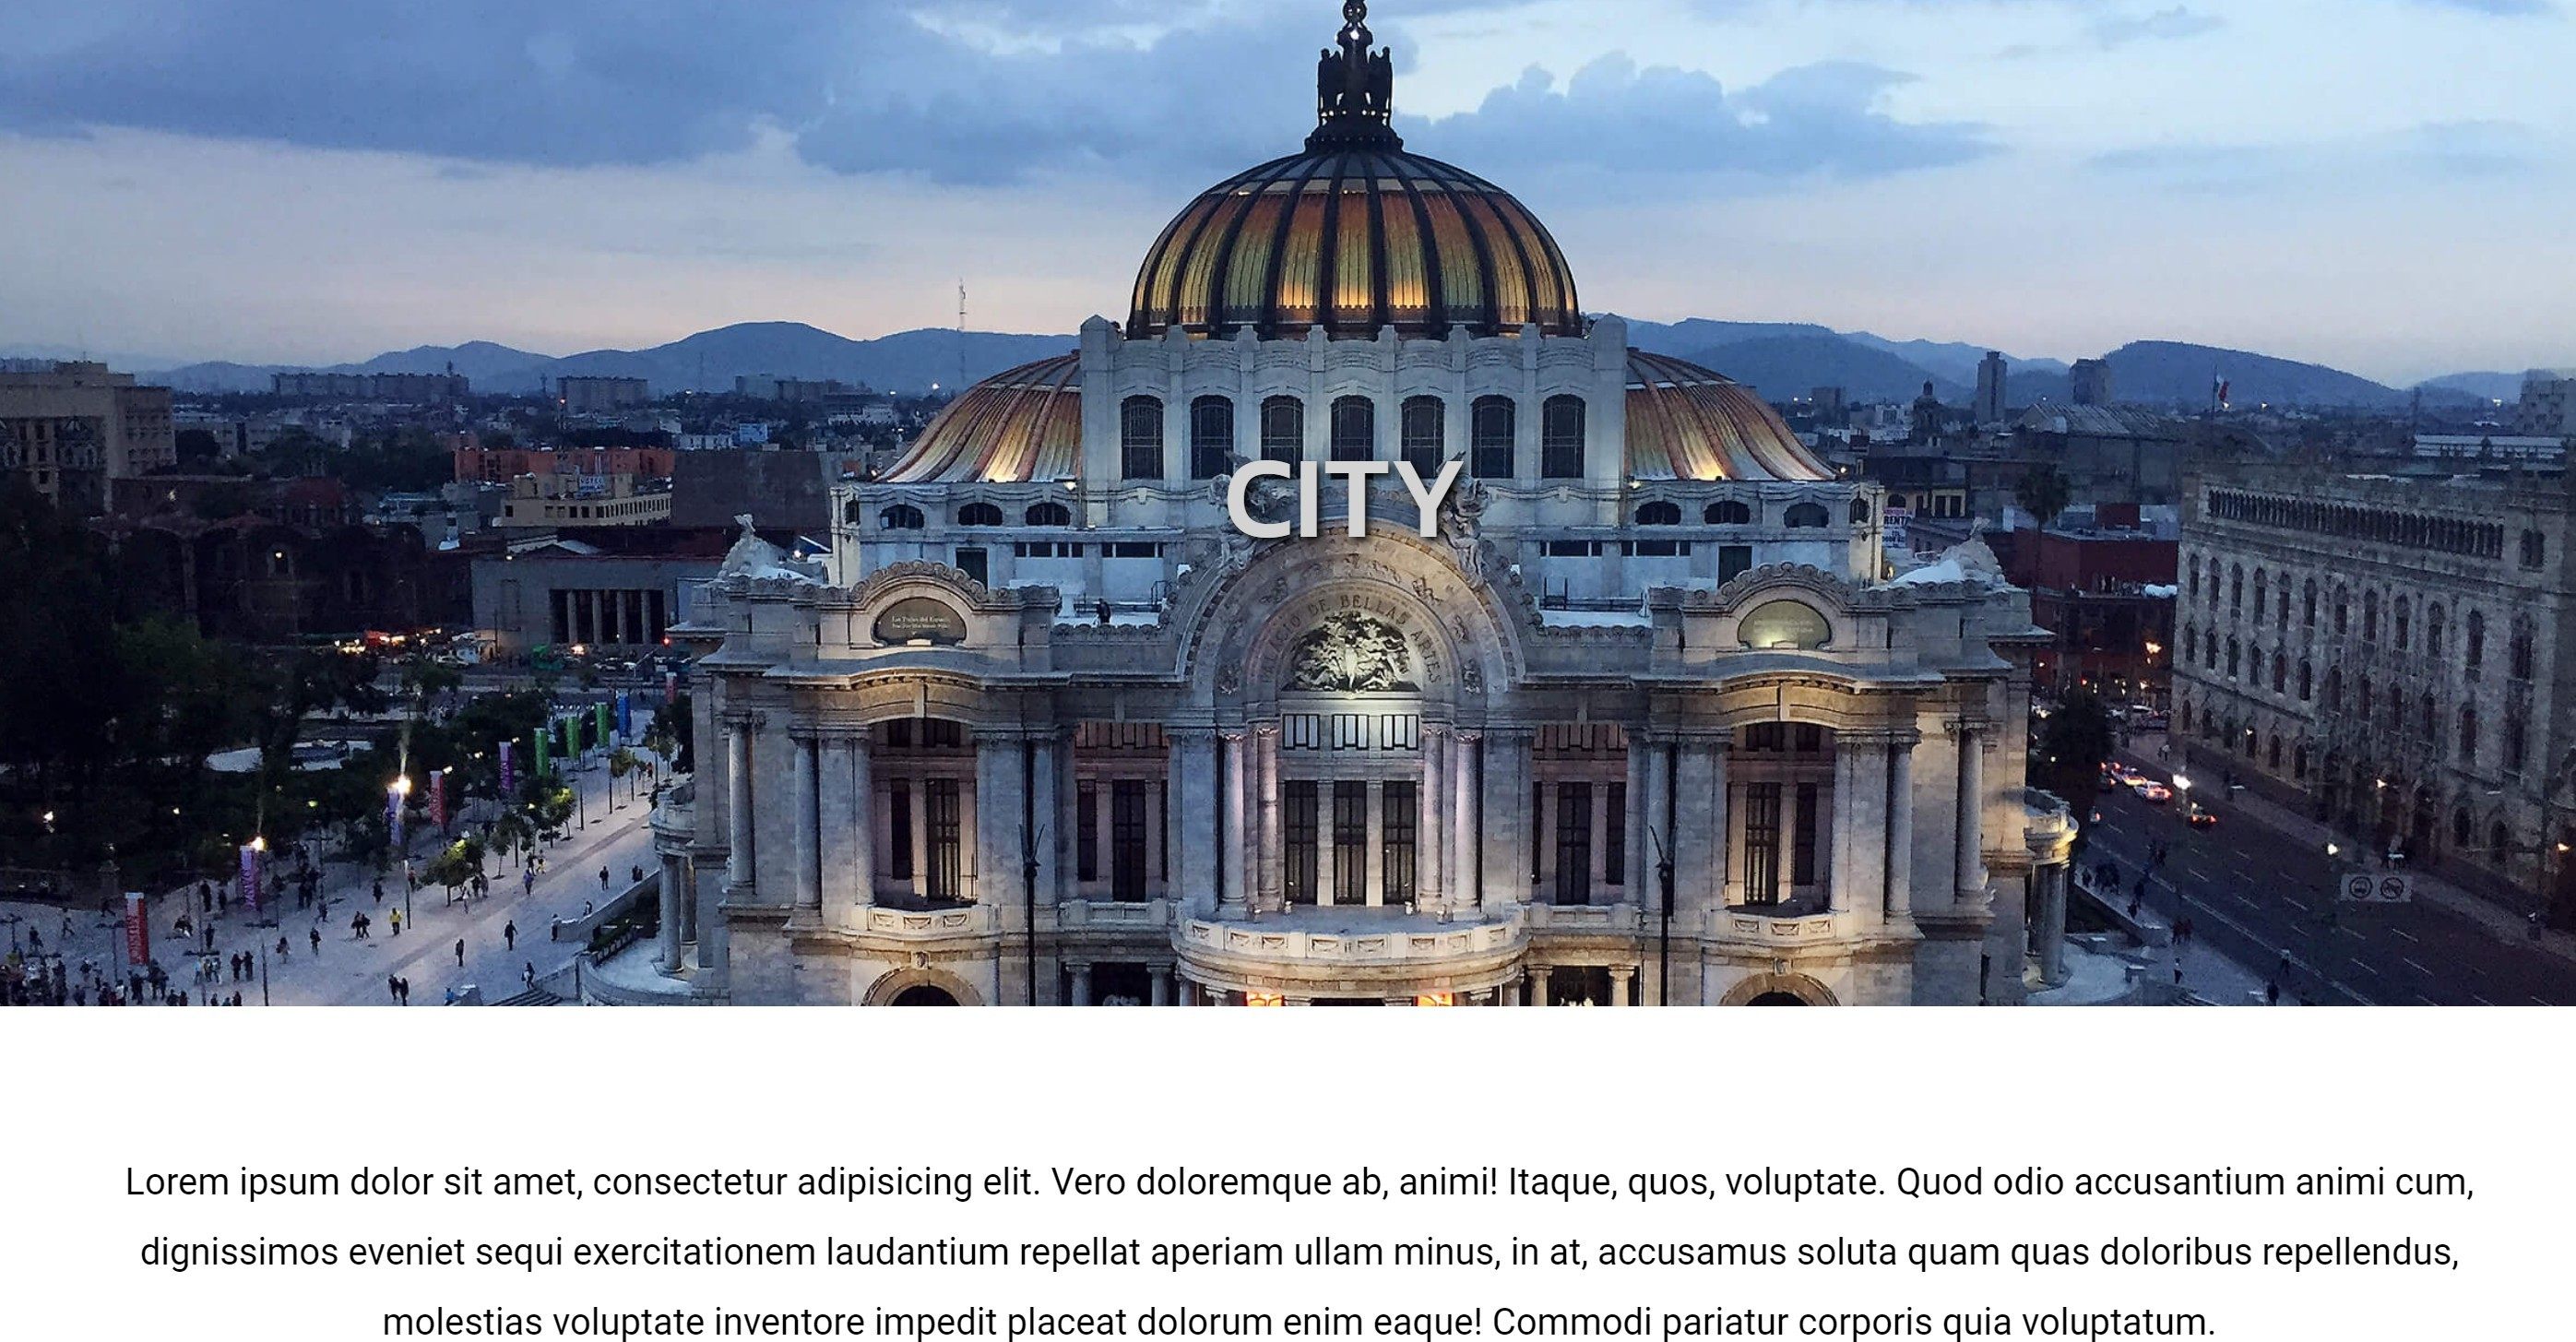 CITY
PALACIO DE BELLAS ARTES
RENTA
Lorem ipsum dolor sit amet, consectetur adipisicing elit. Vero doloremque ab, animi! Itaque, quos, voluptate. Quod odio accusantium animi cum,
dignissimos eveniet sequi exercitationem laudantium repellat aperiam ullam minus, in at, accusamus soluta quam quas doloribus repellendus,
molestias voluptate inventore impedit placeat dolorum enim eaque! Commodi pariatur corporis quia voluptatum.